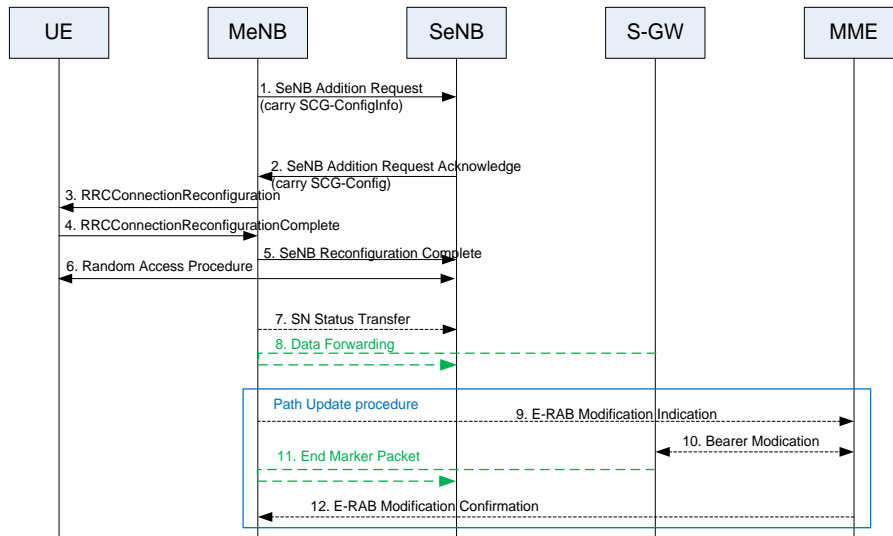 UE MeNB SeNB S-GW MME
1. SeNB Addition Request
(carry SCG-ConfigInfo)
2. SeNB Addition Request Acknowledge
(carry SCG-Config)
3. RRCConnectionReconfiguration
4. RRCConnectionReconfigurationComplete
5. SeNB Reconfiguration Complete
6. Random Access Procedure
7. SN Status Transfer
8. Data Forwarding
Path Update procedure
9. E-RAB Modification Indication
10. Bearer Modication
11. End Marker Packet
12. E-RAB Modification Confirmation